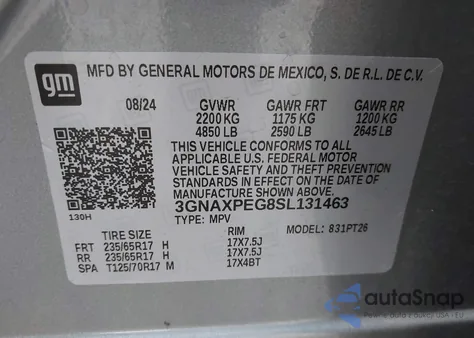 gm MFD BY GENERAL MOTORS DE MEXICO, S. DE R.L. DE C.V.
08/24 GVWR GAWR FRT GAWR RR
2200 KG 1175 KG 1200 KG
4850 LB 2590 LB 2645 LB
THIS VEHICLE CONFORMS TO ALL
APPLICABLE U.S. FEDERAL MOTOR
VEHICLE SAFETY AND THEFT PREVENTION
STANDARDS IN EFFECT ON THE DATE OF
MANUFACTURE SHOWN ABOVE.
3GNAXPEG8SL131463
130H TYPE: MPV MODEL: 831PT26
TIRE SIZE RIM
FRT 235/65R17 H 17X7.5J
RR 235/65R17 H 17X7.5J
SPA T125/70R17 M 17X4BT
autaSnap